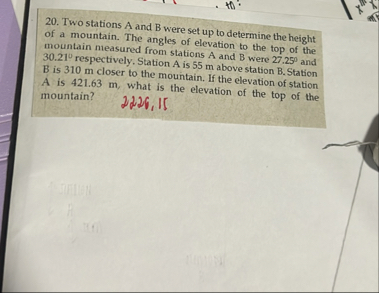 20. Two stations A and B were set up to determine the height
of a mountain. The angles of elevation to the top of the
mountain measured from stations A and B were 27.25⁰ and
30.21⁰ respectively. Station A is 55 m above station B. Station
B is 310 m closer to the mountain. If the elevation of station
A is 421.63 m, what is the elevation of the top of the
mountain? 2226.15